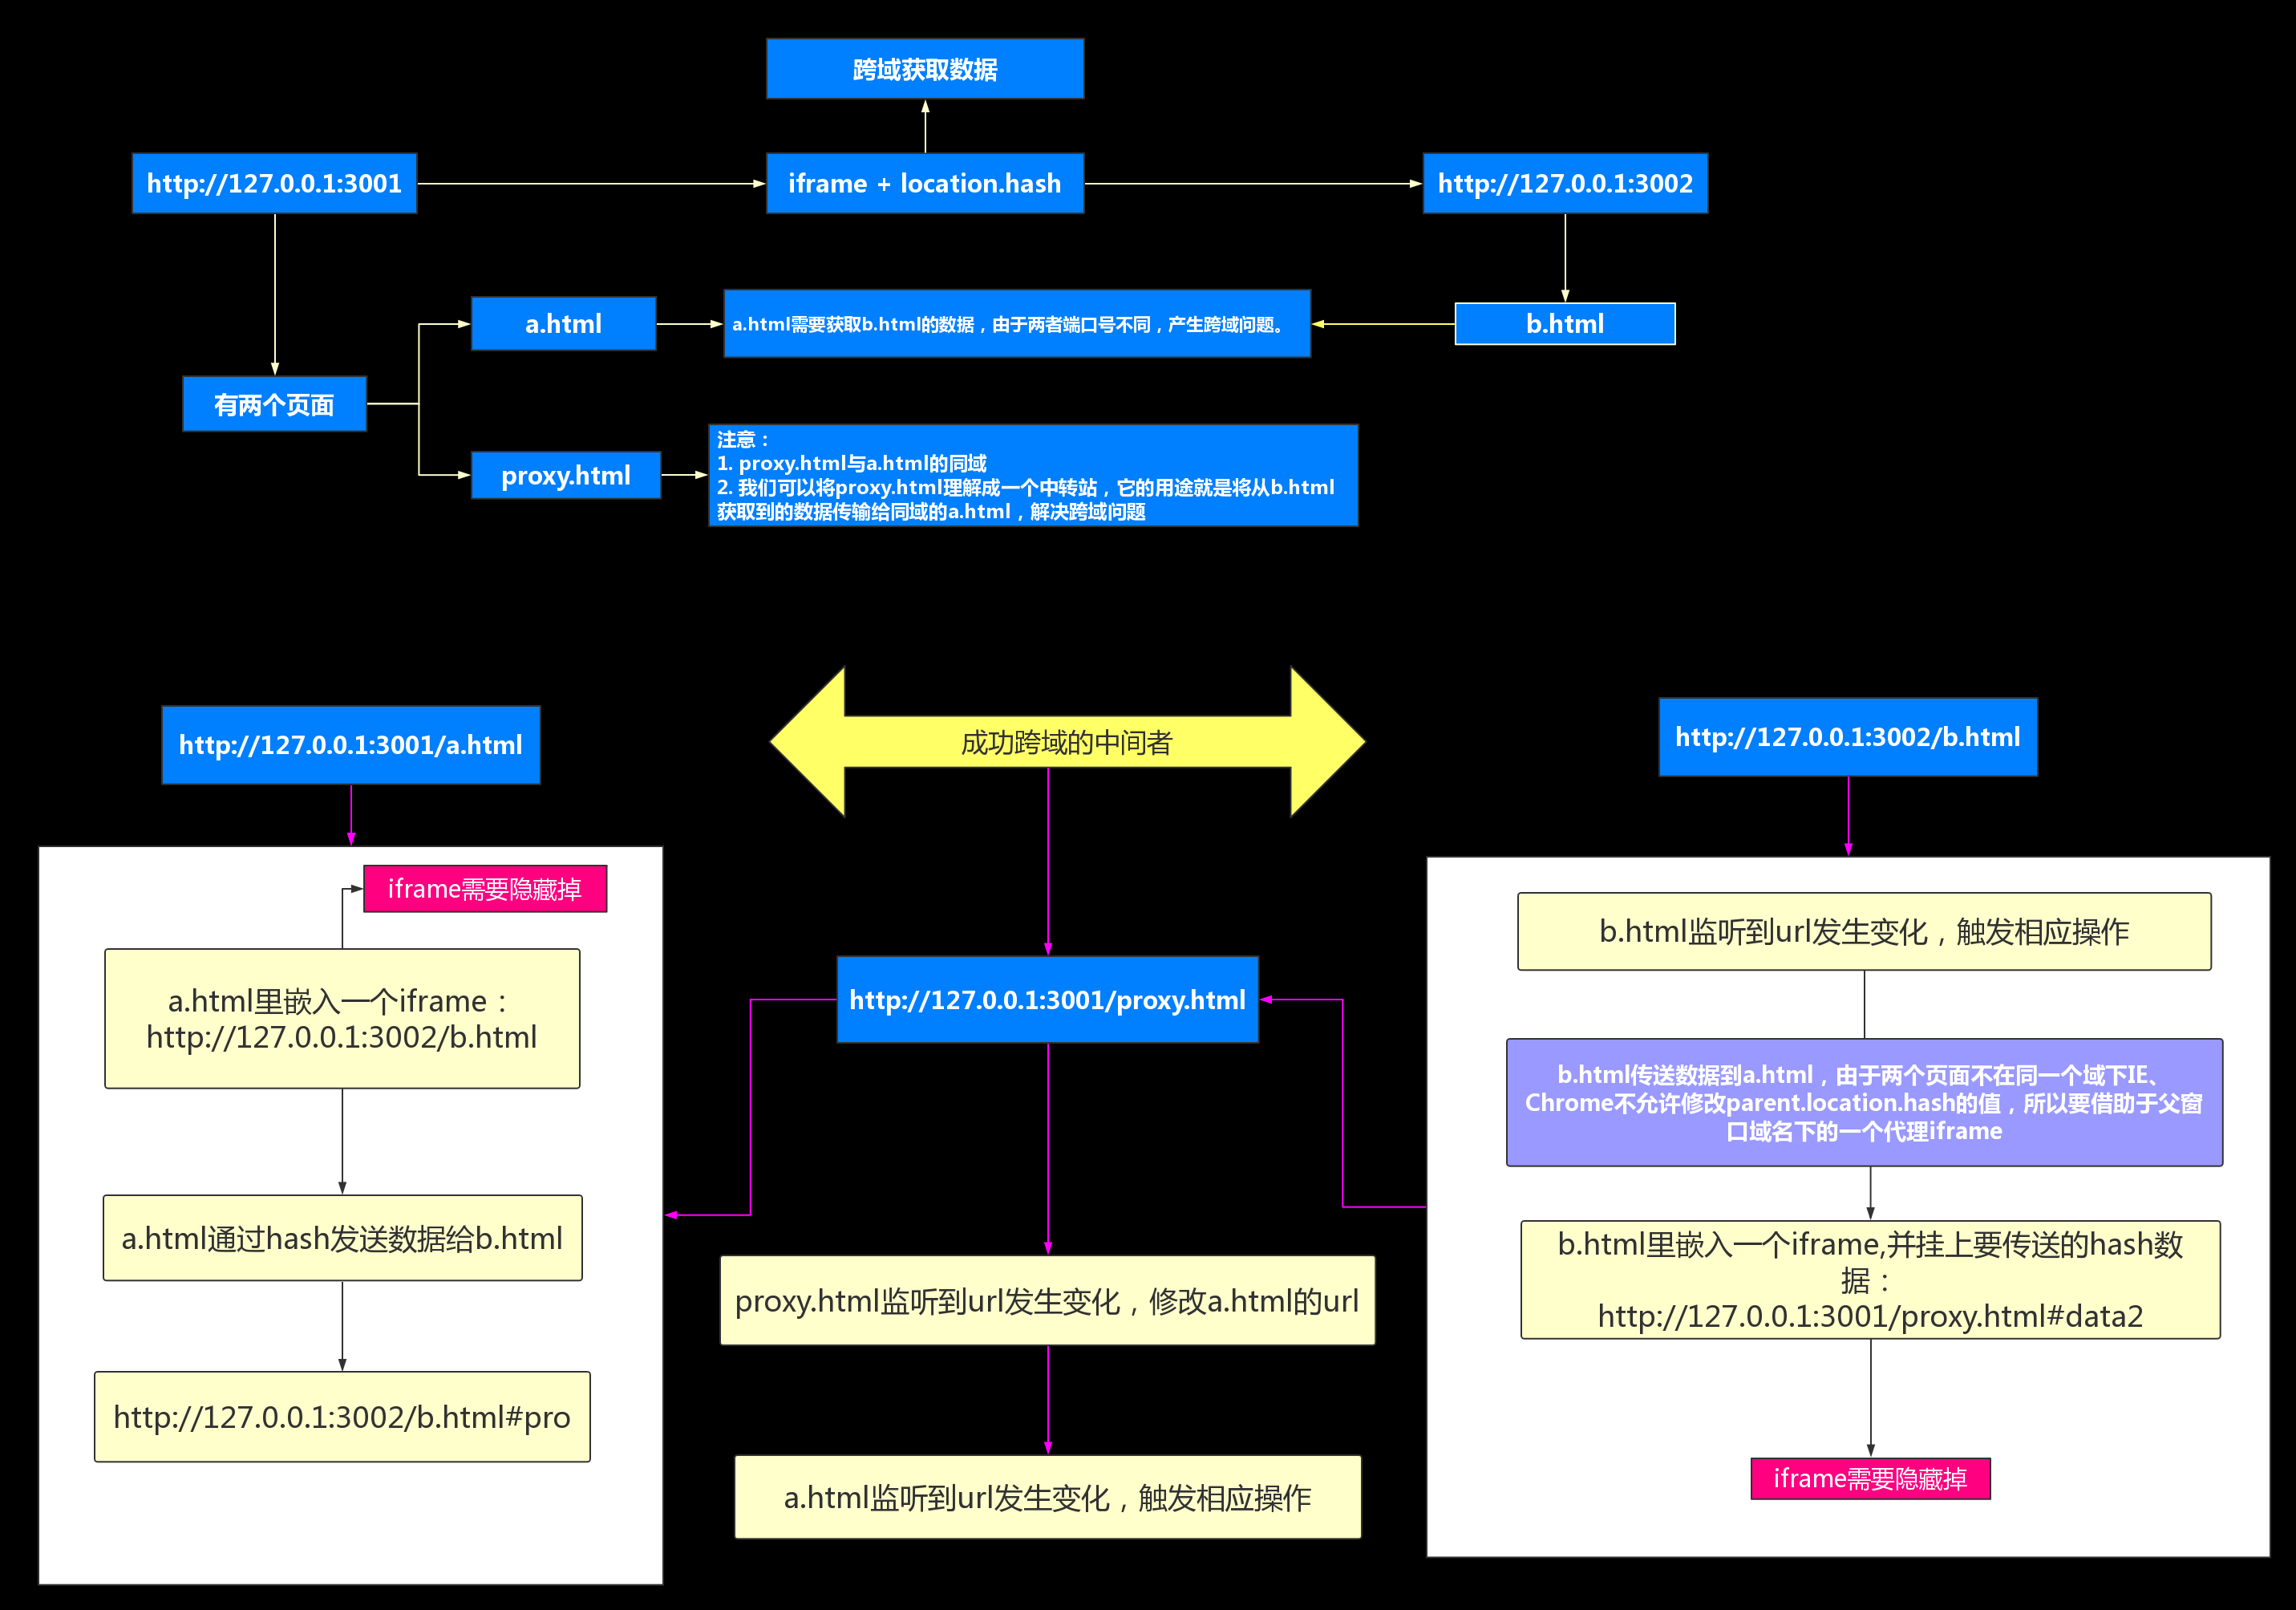 跨域获取数据
http://127.0.0.1:3001
iframe + location.hash
http://127.0.0.1:3002
a.html
a.html需要获取b.html的数据，由于两者端口号不同，产生跨域问题。
b.html
有两个页面
proxy.html
注意：
1. proxy.html与a.html的同域
2. 我们可以将proxy.html理解成一个中转站，它的用途就是将从b.html
获取到的数据传输给同域的a.html，解决跨域问题
http://127.0.0.1:3001/a.html
成功跨域的中间者
http://127.0.0.1:3002/b.html
iframe需要隐藏掉
a.html里嵌入一个iframe：
http://127.0.0.1:3002/b.html
a.html通过hash发送数据给b.html
http://127.0.0.1:3002/b.html#pro
http://127.0.0.1:3001/proxy.html
proxy.html监听到url发生变化，修改a.html的url
a.html监听到url发生变化，触发相应操作
b.html监听到url发生变化，触发相应操作
b.html传送数据到a.html，由于两个页面不在同一个域下IE、
Chrome不允许修改parent.location.hash的值，所以要借助于父窗
口域名下的一个代理iframe
b.html里嵌入一个iframe,并挂上要传送的hash数
据：
http://127.0.0.1:3001/proxy.html#data2
iframe需要隐藏掉